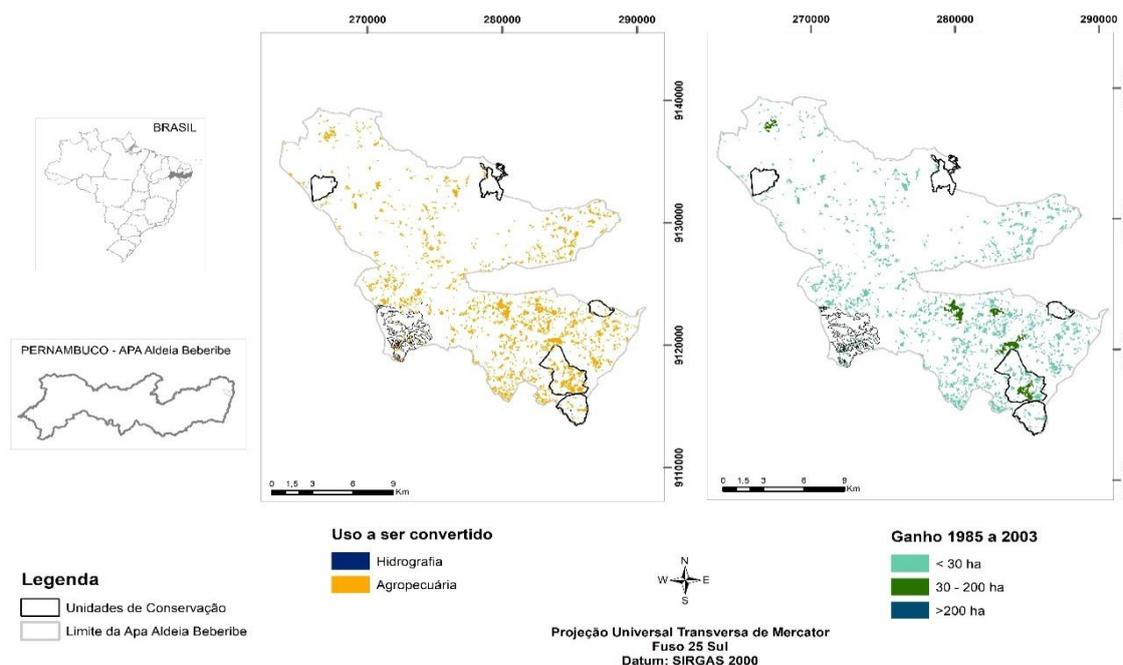 270000 280000 290000
270000 280000 290000
BRASIL
PERNAMBUCO - APA Aldeia Beberibe
9140000
9130000
9120000
9110000
0 1,5 3 6 9
Km
0 1,5 3 6 9
Km
Legenda
Unidades de Conservação
Limite da Apa Aldeia Beberibe
Uso a ser convertido
Hidrografia
Agropecuária
N
W E
S
Projeção Universal Transversa de Mercator
Fuso 25 Sul
Datum: SIRGAS 2000
Ganho 1985 a 2003
< 30 ha
30 - 200 ha
>200 ha